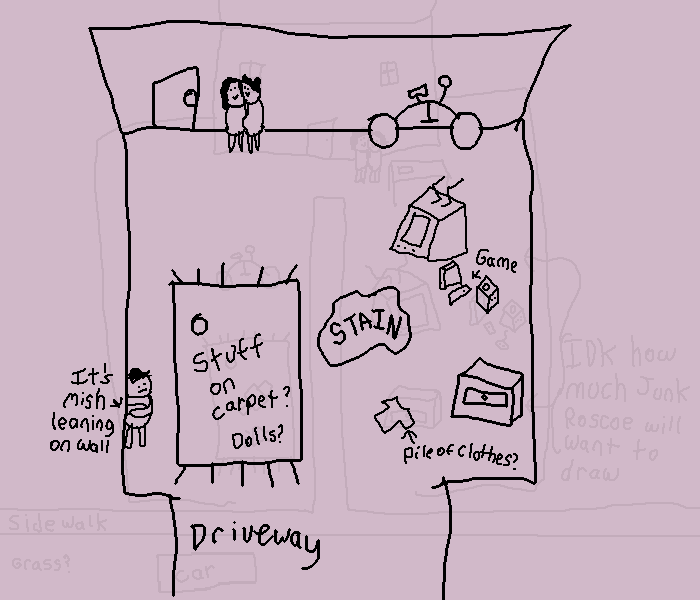 Game
STAIN
Stuff
on
carpet?
Dolls?
It's
mish
leaning
on wall
Pile of clothes?
IDK how
much Junk
Roscoe will
want to
draw
Driveway
Sidewalk
Grass?
car